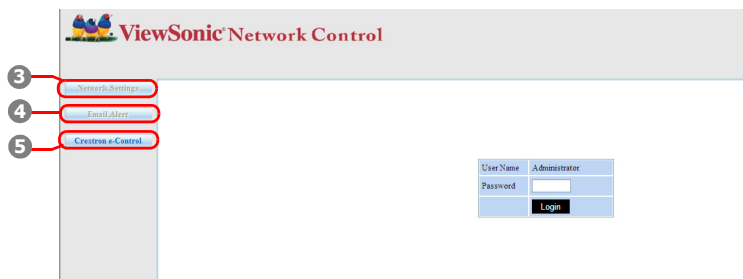 ViewSonic® Network Control
3
Network Settings
4
Email Alert
5
Crestron e-Control
User Name Administrator
Password
Login